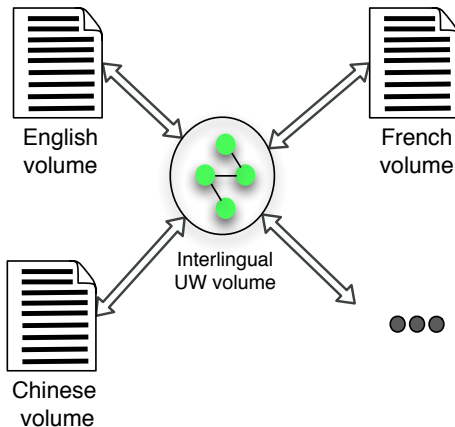 English
volume
French
volume
Interlingual
UW volume
Chinese
volume